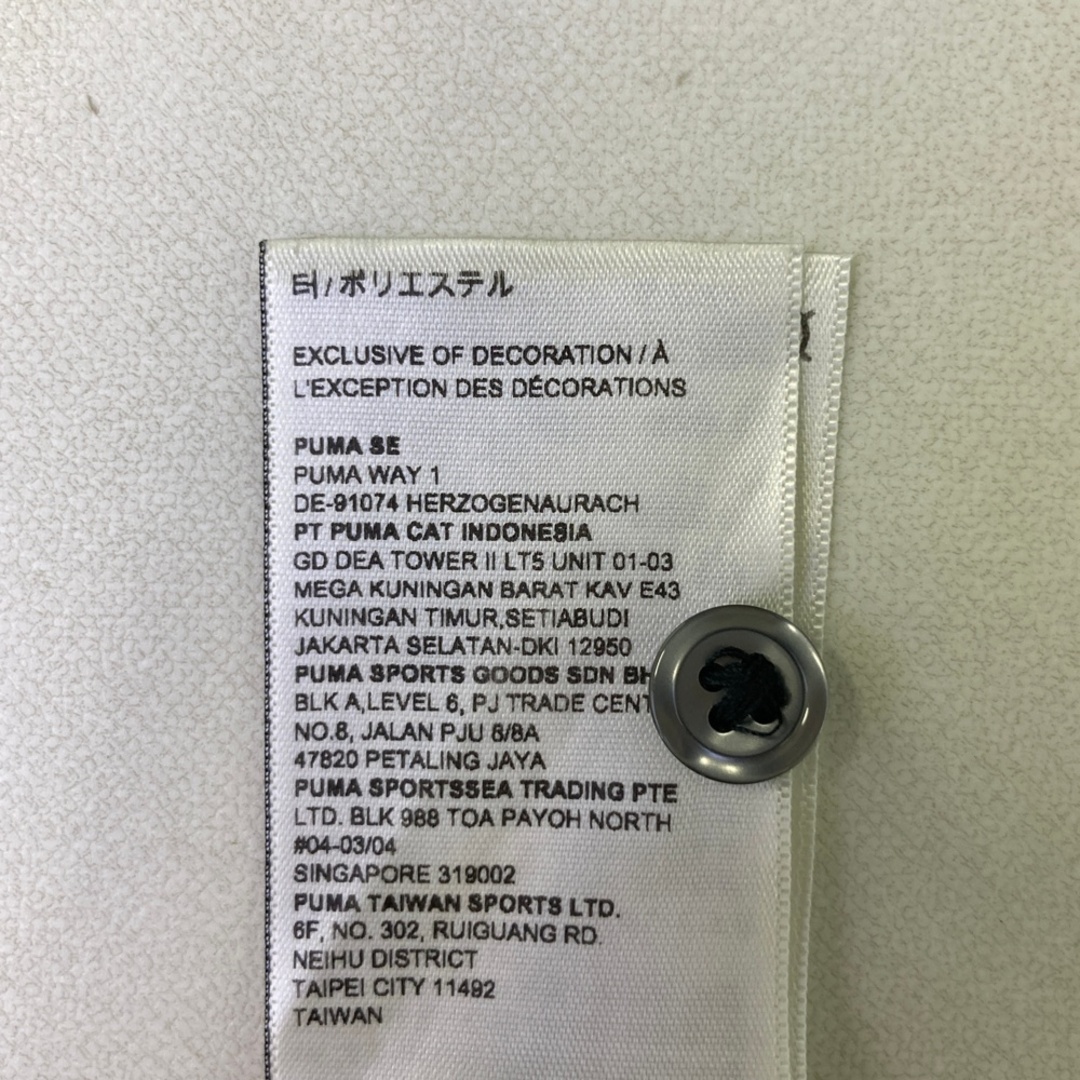 터/ポリエステル
EXCLUSIVE OF DECORATION / À
L'EXCEPTION DES DÉCORATIONS
PUMA SE
PUMA WAY 1
DE-91074 HERZOGENAURACH
PT PUMA CAT INDONESIA
GD DEA TOWER II LT5 UNIT 01-03
MEGA KUNINGAN BARAT KAV E43
KUNINGAN TIMUR,SETIABUDI
JAKARTA SELATAN-DKI 12950
PUMA SPORTS GOODS SDN
BLK A,LEVEL 6, PJ TRADE
NO.8, JALAN PJU 8/8A
47820 PETALING JAYA
PUMA SPORTSSEA TRADING PTE
LTD. BLK 988 TOA PAYOH NORTH
#04-03/04
SINGAPORE 319002
PUMA TAIWAN SPORTS LTD.
6F, NO. 302, RUIGUANG RD.
NEIHU DISTRICT
TAIPEI CITY 11492
TAIWAN